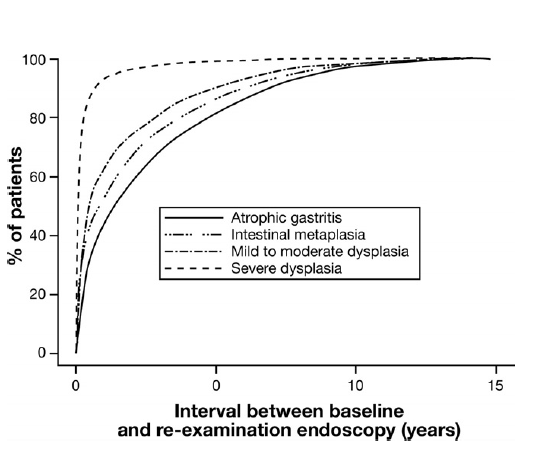 100
80
60
40
20
0
% of patients
Atrophic gastritis
Intestinal metaplasia
Mild to moderate dysplasia
Severe dysplasia
0 0 10 15
Interval between baseline
and re-examination endoscopy (years)